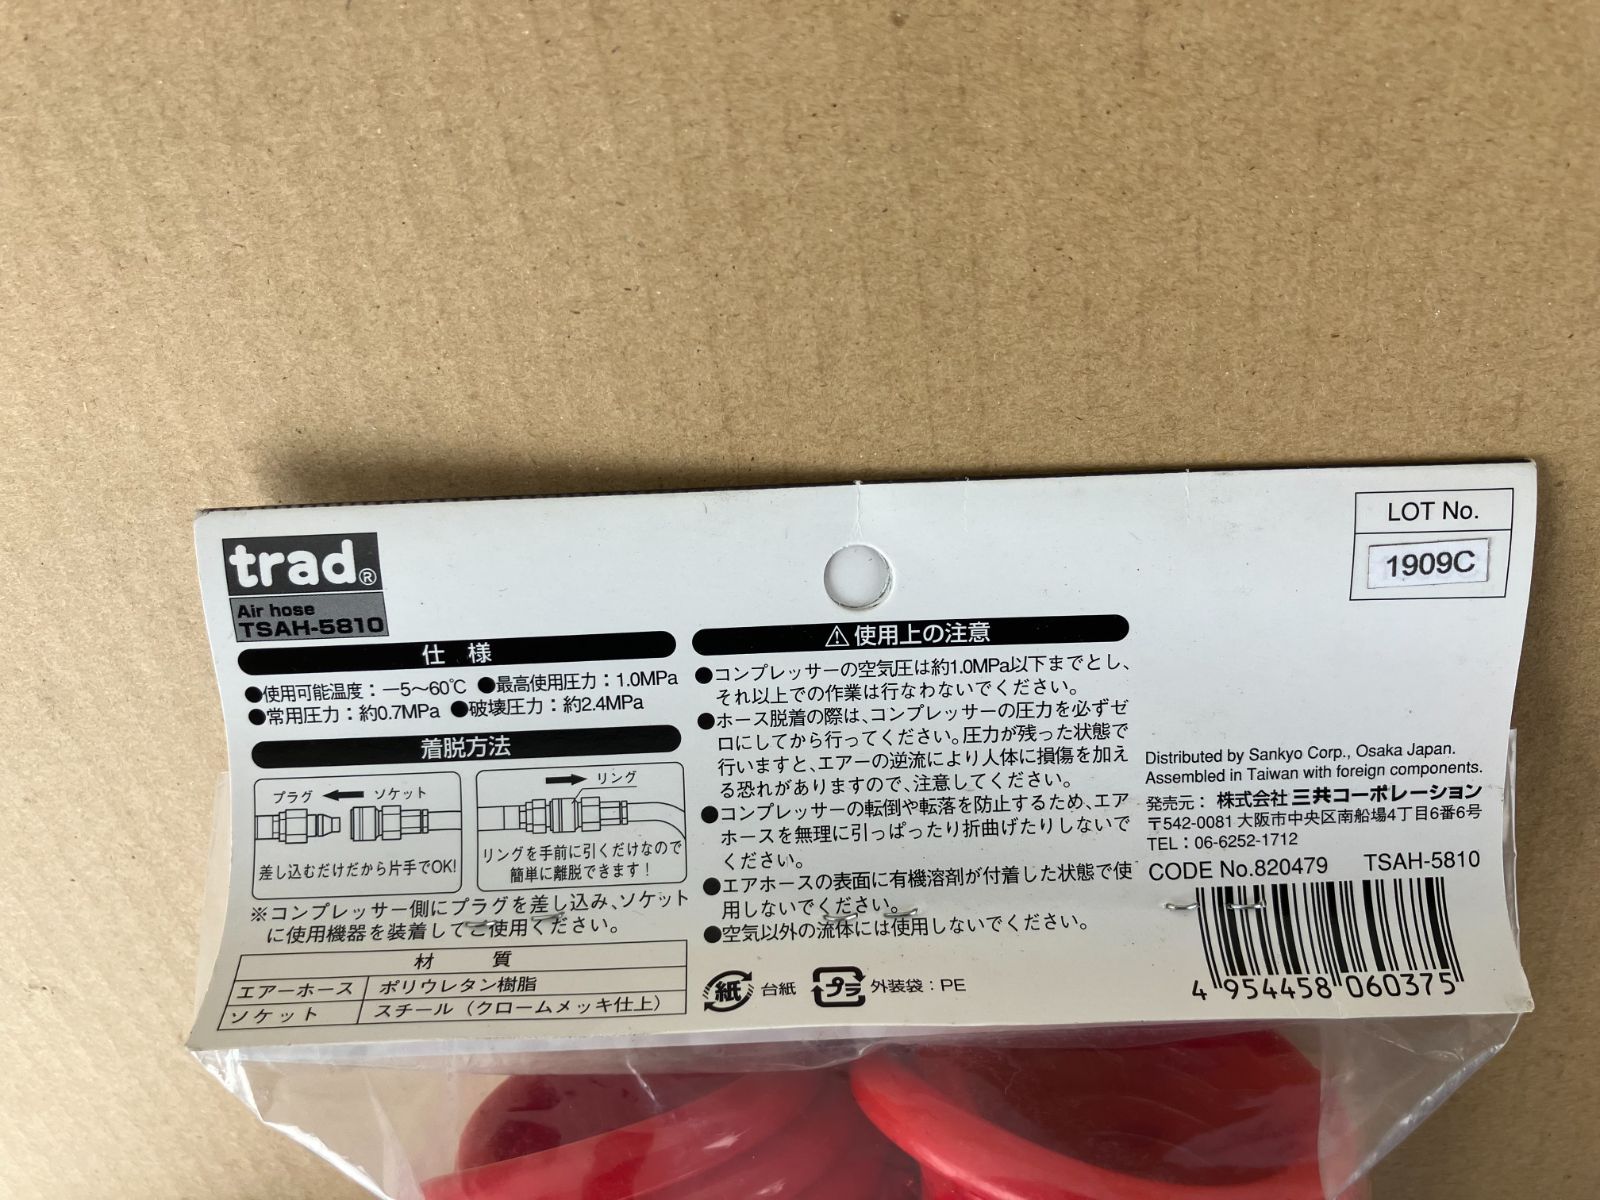 trad®
Air hose
TSAH-5810
仕 様
●使用可能温度：－5～60℃ ●最高使用圧力：1.0MPa
●常用圧力：約0.7MPa ●破壊圧力：約2.4MPa
着脱方法
プラグ ソケット
差し込むだけだから片手でOK!
リング
リングを手前に引くだけなので
簡単に離脱できます！
※コンプレッサー側にプラグを差し込み、ソケット
に使用機器を装着してご使用ください。
材 質
エアーホース ポリウレタン樹脂
ソケット スチール（クロームメッキ仕上）
⚠使用上の注意
●コンプレッサーの空気圧は約1.0MPa以下までとし、
それ以上での作業は行なわないでください。
●ホース脱着の際は、コンプレッサーの圧力を必ずゼ
ロにしてから行ってください。圧力が残った状態で
行いますと、エアーの逆流により人体に損傷を加え
る恐れがありますので、注意してください。
●コンプレッサーの転倒や転落を防止するため、エア
ホースを無理に引っぱったり折曲げたりしないで
ください。
●エアホースの表面に有機溶剤が付着した状態で使
用しないでください。
●空気以外の流体には使用しないでください。
紙 台紙 プラ 外装袋：PE
LOT No.
1909C
Distributed by Sankyo Corp., Osaka Japan.
Assembled in Taiwan with foreign components.
発売元：株式会社三共コーポレーション
〒542-0081 大阪市中央区南船場4丁目6番6号
TEL：06-6252-1712
CODE No.820479 TSAH-5810
4 954458 060375